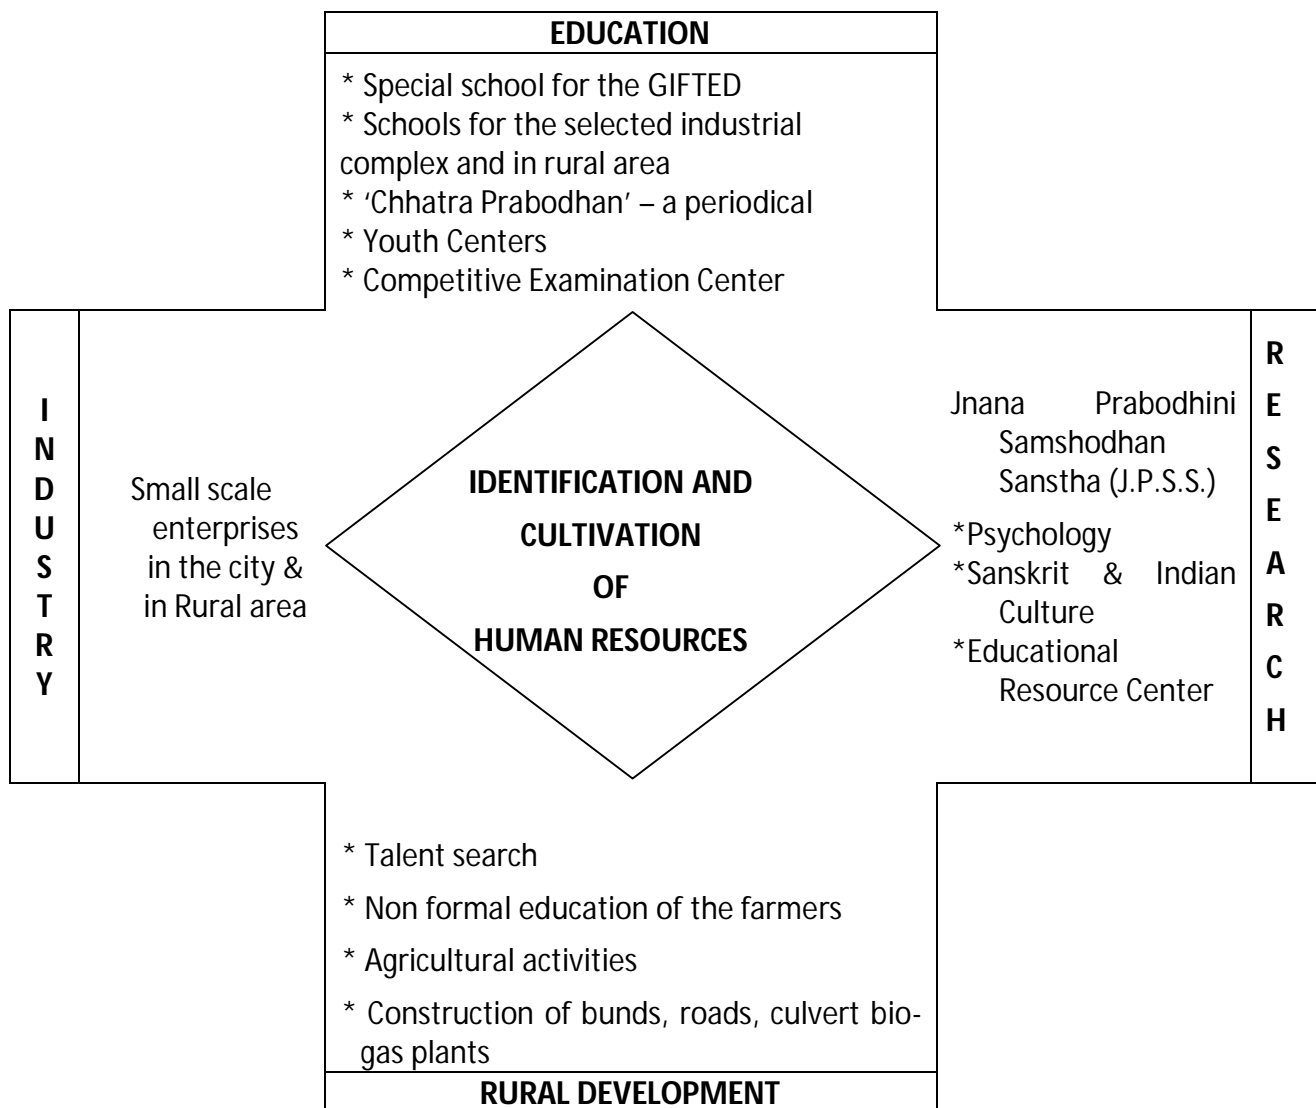 EDUCATION
* Special school for the GIFTED
* Schools for the selected industrial
complex and in rural area
* ‘Chhatra Prabodhan’ – a periodical
* Youth Centers
* Competitive Examination Center
I
N
D
U
S
T
R
Y
Small scale
enterprises
in the city &
in Rural area
IDENTIFICATION AND
CULTIVATION
OF
HUMAN RESOURCES
Jnana Prabodhini
Samshodhan
Sanstha (J.P.S.S.)
*Psychology
*Sanskrit & Indian
Culture
*Educational
Resource Center
R
E
S
E
A
R
C
H
* Talent search
* Non formal education of the farmers
* Agricultural activities
* Construction of bunds, roads, culvert bio-
gas plants
RURAL DEVELOPMENT